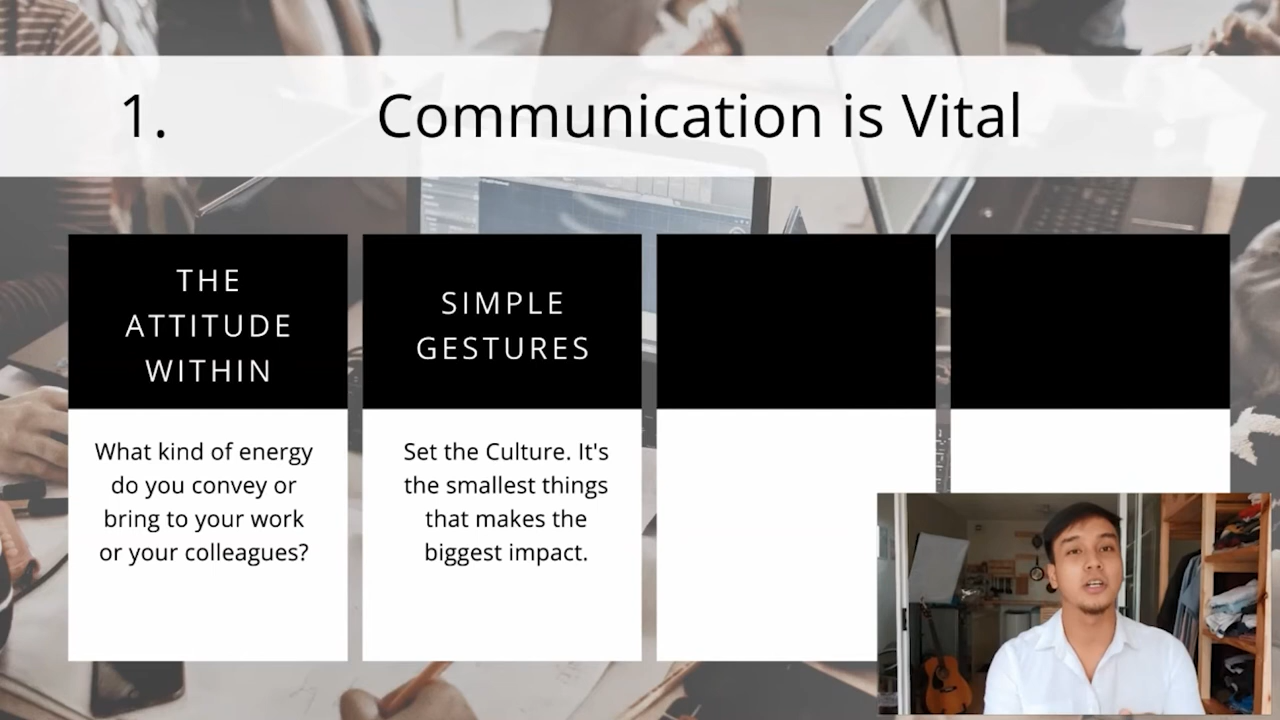 1. Communication is Vital
THE
ATTITUDE
WITHIN
What kind of energy
do you convey or
bring to your work
or your colleagues?
SIMPLE
GESTURES
Set the Culture. It's
the smallest things
that makes the
biggest impact.